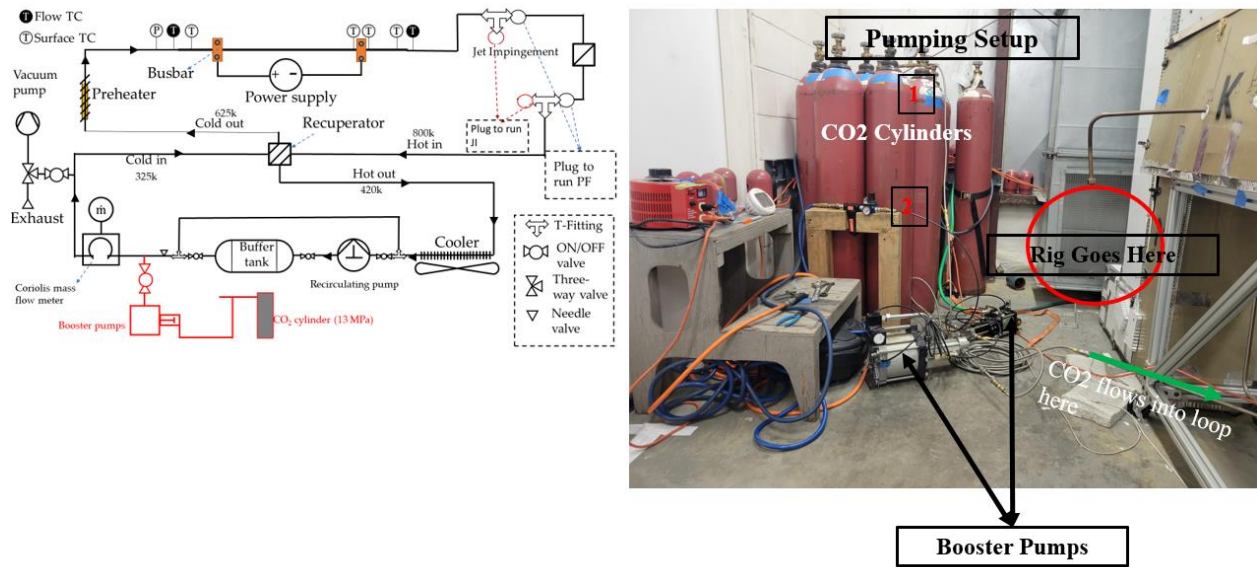 T Flow TC
T Surface TC
P T T
T T
T T
Busbar
Power supply
+ -
Jet Impingement
Vacuum
pump
Preheater
625k
Cold out
Recuperator
Plug to run
JI
800k
Hot in
Plug to
run PF
Cold in
325k
Hot out
420k
Exhaust
ṁ
Coriolis mass
flow meter
Buffer
tank
Recirculating pump
Cooler
T-Fitting
ON/OFF
valve
Three-
way valve
Needle
valve
Booster pumps
CO₂ cylinder (13 MPa)
Pumping Setup
1
CO2 Cylinders
2
K
Rig Goes Here
CO2 flows into loop
here
Booster Pumps